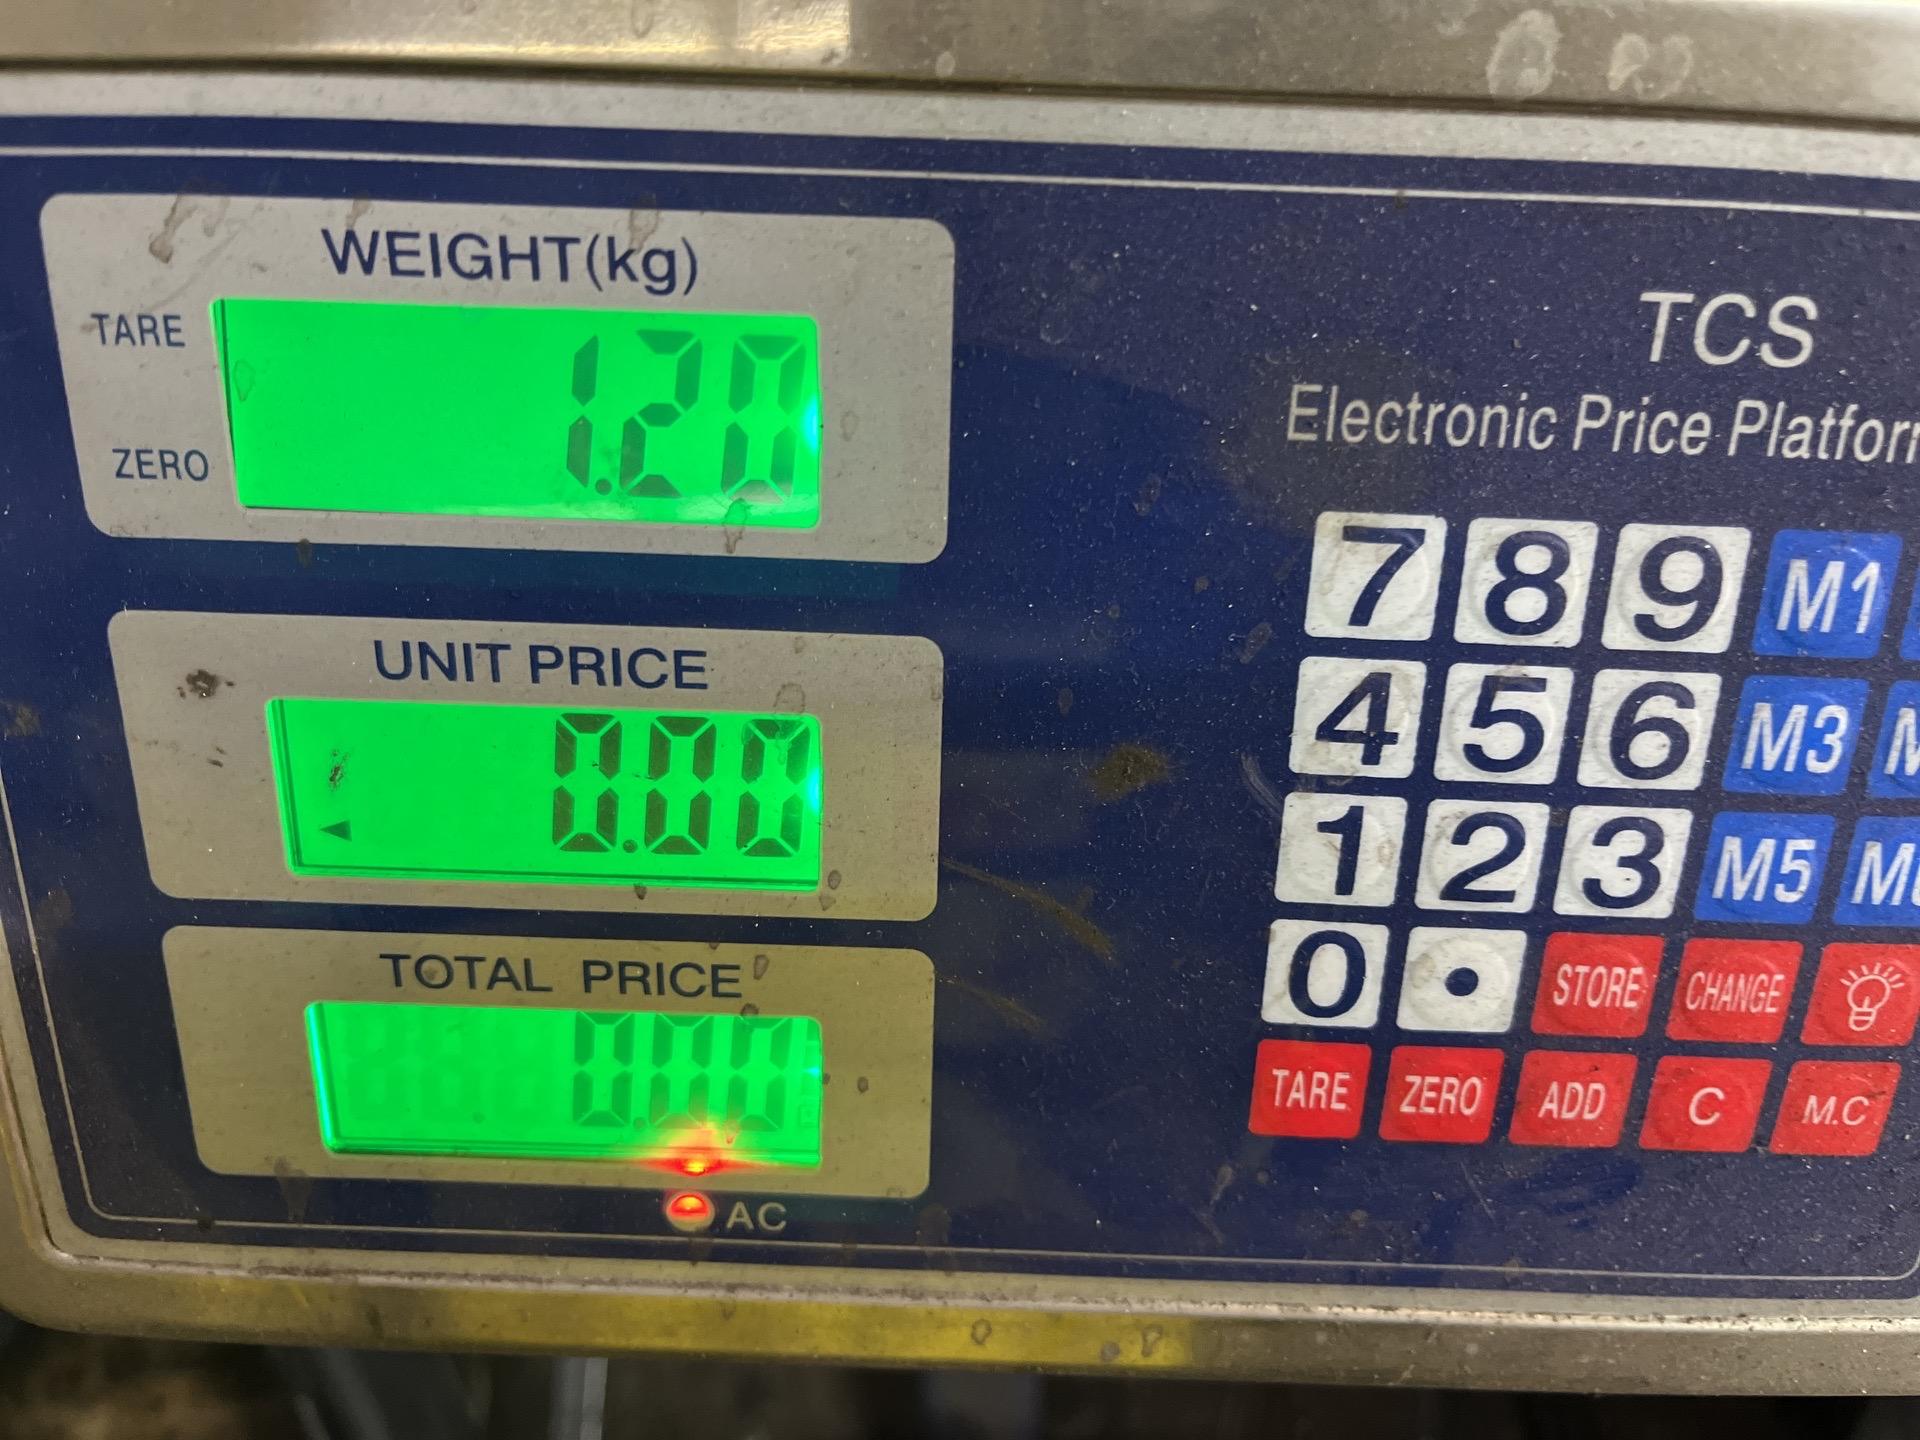 WEIGHT(kg)
TARE
1.20
ZERO
UNIT PRICE
0.00
TOTAL PRICE
0.00
AC
TCS
Electronic Price Platfor
7 8 9 M1
4 5 6 M3
1 2 3 M5
0 . STORE CHANGE
TARE ZERO ADD C M.C